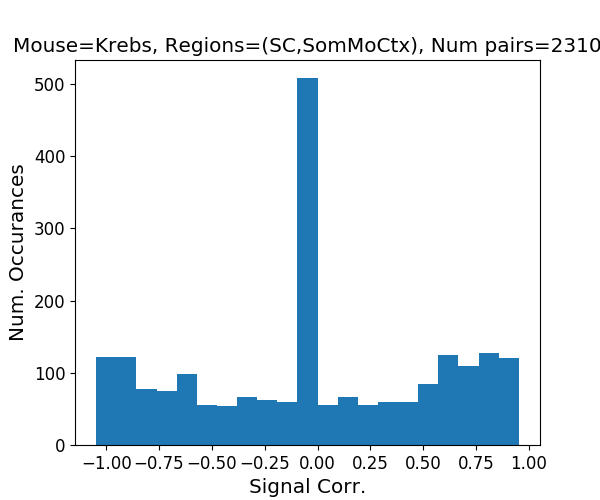 Mouse=Krebs, Regions=(SC,SomMoCtx), Num pairs=2310
500
400
300
200
100
0
Num. Occurances
−1.00 −0.75 −0.50 −0.25 0.00 0.25 0.50 0.75 1.00
Signal Corr.